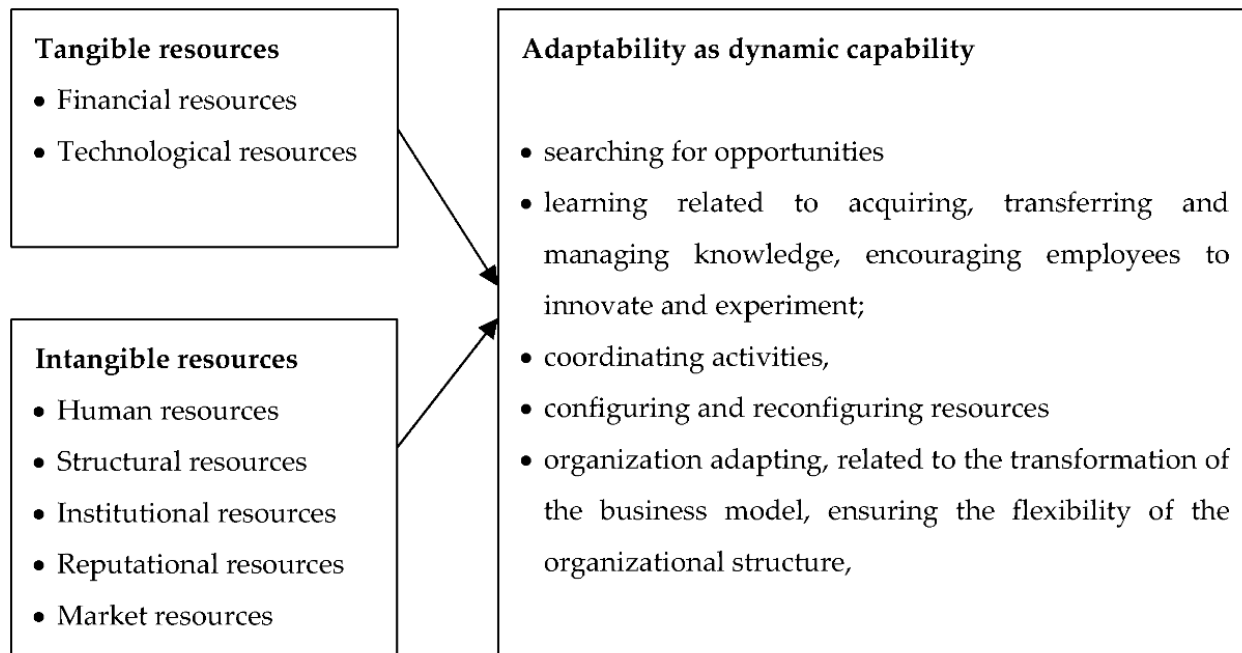 Tangible resources
• Financial resources
• Technological resources
Intangible resources
• Human resources
• Structural resources
• Institutional resources
• Reputational resources
• Market resources
Adaptability as dynamic capability
• searching for opportunities
• learning related to acquiring, transferring and
managing knowledge, encouraging employees to
innovate and experiment;
• coordinating activities,
• configuring and reconfiguring resources
• organization adapting, related to the transformation of
the business model, ensuring the flexibility of the
organizational structure,